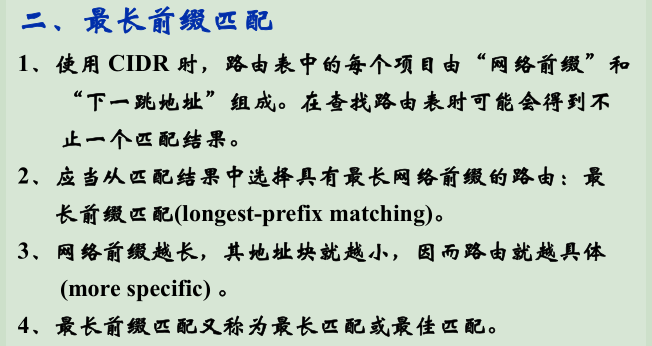 二、最长前缀匹配
1、使用 CIDR 时，路由表中的每个项目由“网络前缀”和
“下一跳地址”组成。在查找路由表时可能会得到不
止一个匹配结果。
2、应当从匹配结果中选择具有最长网络前缀的路由：最
长前缀匹配(longest-prefix matching)。
3、网络前缀越长，其地址块就越小，因而路由就越具体
(more specific) 。
4、最长前缀匹配又称为最长匹配或最佳匹配。